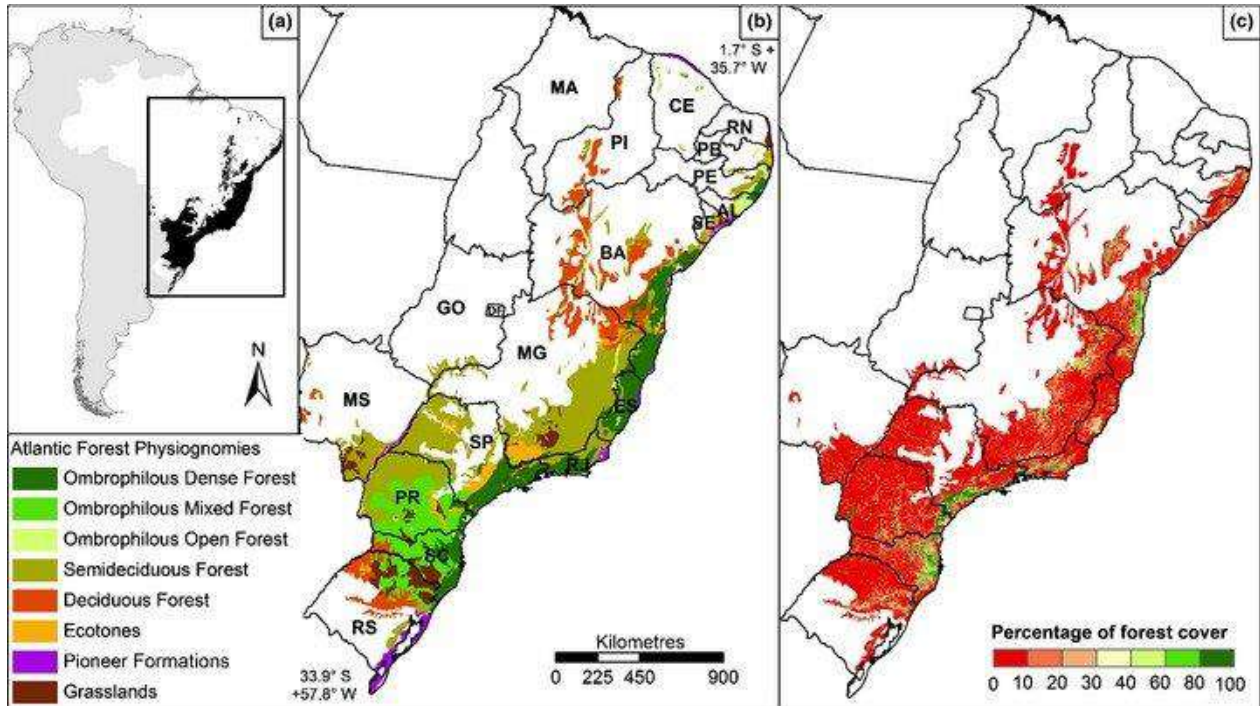 (a)
N
Atlantic Forest Physiognomies
Ombrophilous Dense Forest
Ombrophilous Mixed Forest
Ombrophilous Open Forest
Semideciduous Forest
Deciduous Forest
Ecotones
Pioneer Formations
Grasslands
(b)
1.7° S +
35.7° W
MA
CE
RN
PI
PB
PE
AL
SE
BA
GO
DF
MG
MS
ES
SP
RJ
PR
SC
RS
33.9° S
+57.8° W
Kilometres
0 225 450 900
(c)
Percentage of forest cover
0 10 20 30 40 60 80 100